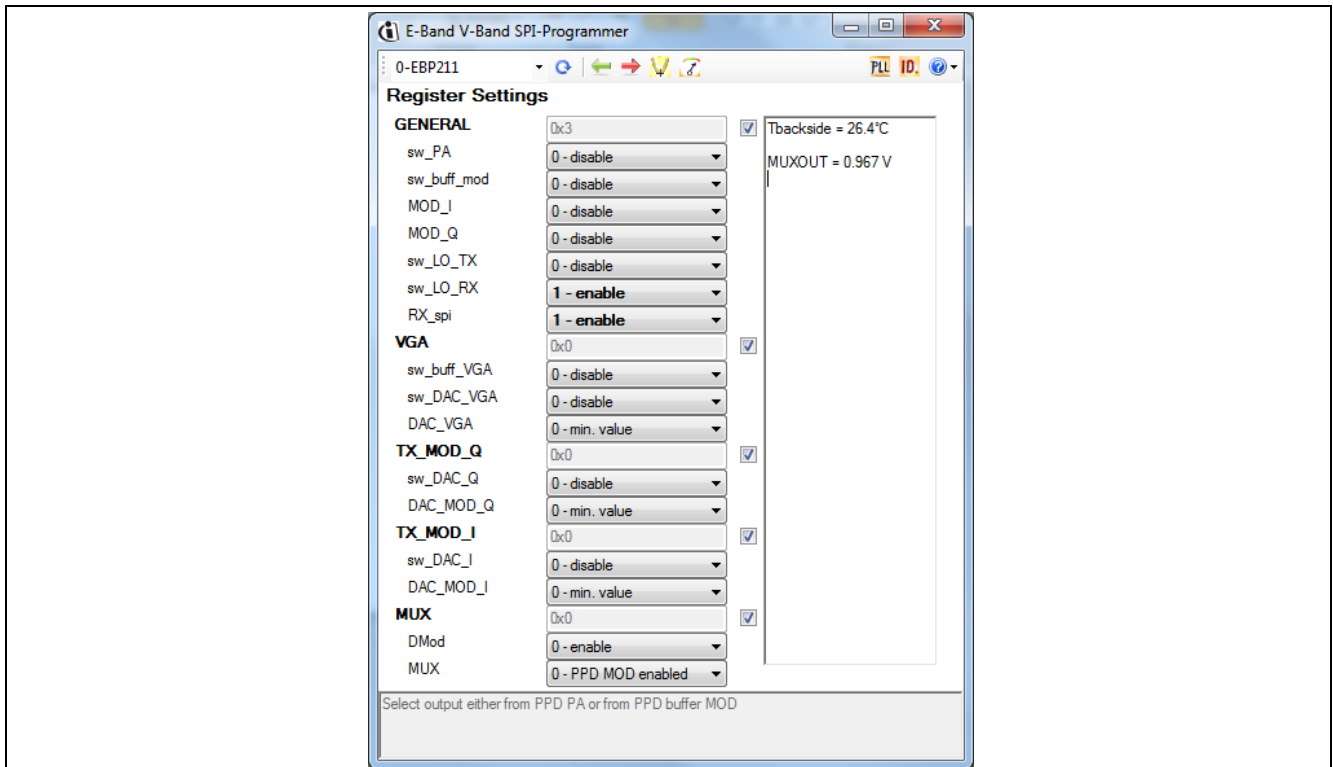 E-Band V-Band SPI-Programmer
0-EBP211 PLL ID.
Register Settings
GENERAL 0x3 Tbackside = 26.4°C
sw_PA 0 - disable MUXOUT = 0.967 V
sw_buff_mod 0 - disable
MOD_I 0 - disable
MOD_Q 0 - disable
sw_LO_TX 0 - disable
sw_LO_RX 1 - enable
RX_spi 1 - enable
VGA 0x0
sw_buff_VGA 0 - disable
sw_DAC_VGA 0 - disable
DAC_VGA 0 - min. value
TX_MOD_Q 0x0
sw_DAC_Q 0 - disable
DAC_MOD_Q 0 - min. value
TX_MOD_I 0x0
sw_DAC_I 0 - disable
DAC_MOD_I 0 - min. value
MUX 0x0
DMod 0 - enable
MUX 0 - PPD MOD enabled
Select output either from PPD PA or from PPD buffer MOD